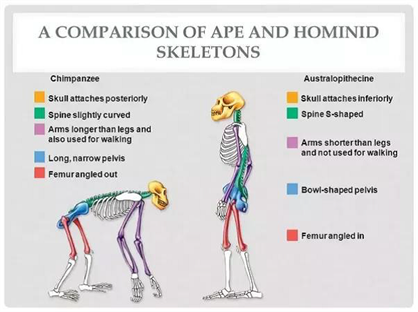 A COMPARISON OF APE AND HOMINID
SKELETONS
Chimpanzee
Skull attaches posteriorly
Spine slightly curved
Arms longer than legs and
also used for walking
Long, narrow pelvis
Femur angled out
Australopithecine
Skull attaches inferiorly
Spine S-shaped
Arms shorter than legs
and not used for walking
Bowl-shaped pelvis
Femur angled in